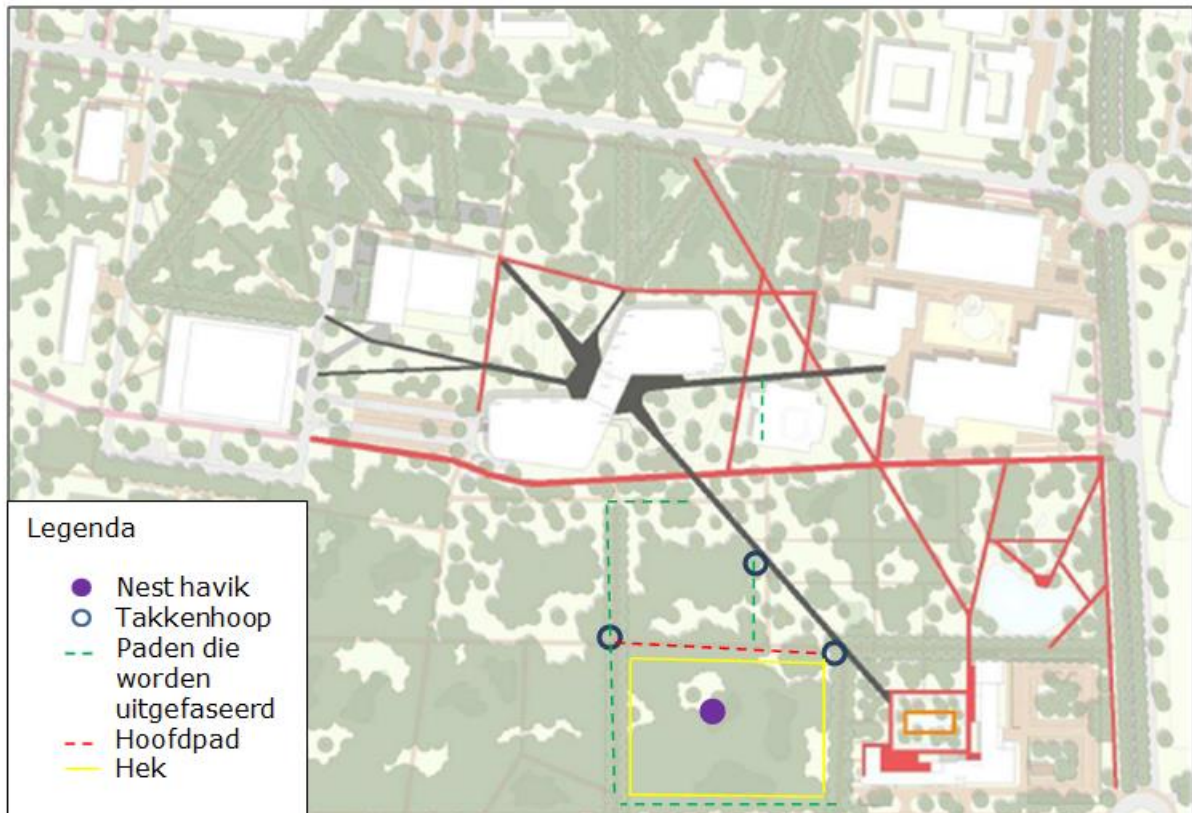 Legenda
Nest havik
Takkenhoop
Paden die
worden
uitgefaseerd
Hoofdpad
Hek